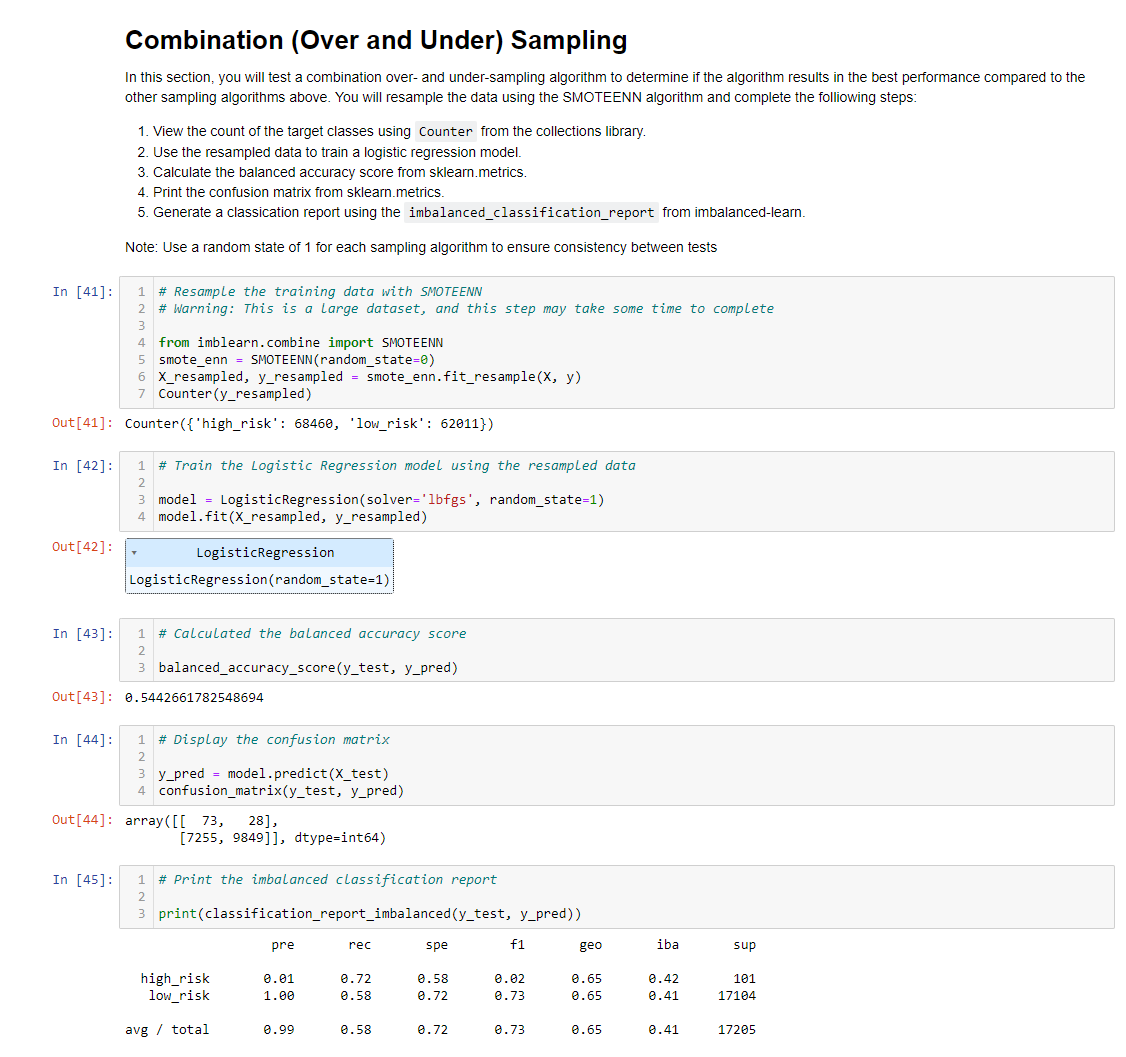 Combination (Over and Under) Sampling
In this section, you will test a combination over- and under-sampling algorithm to determine if the algorithm results in the best performance compared to the
other sampling algorithms above. You will resample the data using the SMOTEENN algorithm and complete the folliowing steps:
1. View the count of the target classes using Counter from the collections library.
2. Use the resampled data to train a logistic regression model.
3. Calculate the balanced accuracy score from sklearn.metrics.
4. Print the confusion matrix from sklearn.metrics.
5. Generate a classication report using the imbalanced_classification_report from imbalanced-learn.
Note: Use a random state of 1 for each sampling algorithm to ensure consistency between tests
In [41]: 1 # Resample the training data with SMOTEENN
2 # Warning: This is a large dataset, and this step may take some time to complete
3
4 from imblearn.combine import SMOTEENN
5 smote_enn = SMOTEENN(random_state=0)
6 X_resampled, y_resampled = smote_enn.fit_resample(X, y)
7 Counter(y_resampled)
Out[41]: Counter({'high_risk': 68460, 'low_risk': 62011})
In [42]: 1 # Train the Logistic Regression model using the resampled data
2
3 model = LogisticRegression(solver='lbfgs', random_state=1)
4 model.fit(X_resampled, y_resampled)
Out[42]: LogisticRegression
LogisticRegression(random_state=1)
In [43]: 1 # Calculated the balanced accuracy score
2
3 balanced_accuracy_score(y_test, y_pred)
Out[43]: 0.5442661782548694
In [44]: 1 # Display the confusion matrix
2
3 y_pred = model.predict(X_test)
4 confusion_matrix(y_test, y_pred)
Out[44]: array([[ 73, 28],
[7255, 9849]], dtype=int64)
In [45]: 1 # Print the imbalanced classification report
2
3 print(classification_report_imbalanced(y_test, y_pred))
pre rec spe f1 geo iba sup
high_risk 0.01 0.72 0.58 0.02 0.65 0.42 101
low_risk 1.00 0.58 0.72 0.73 0.65 0.41 17104
avg / total 0.99 0.58 0.72 0.73 0.65 0.41 17205